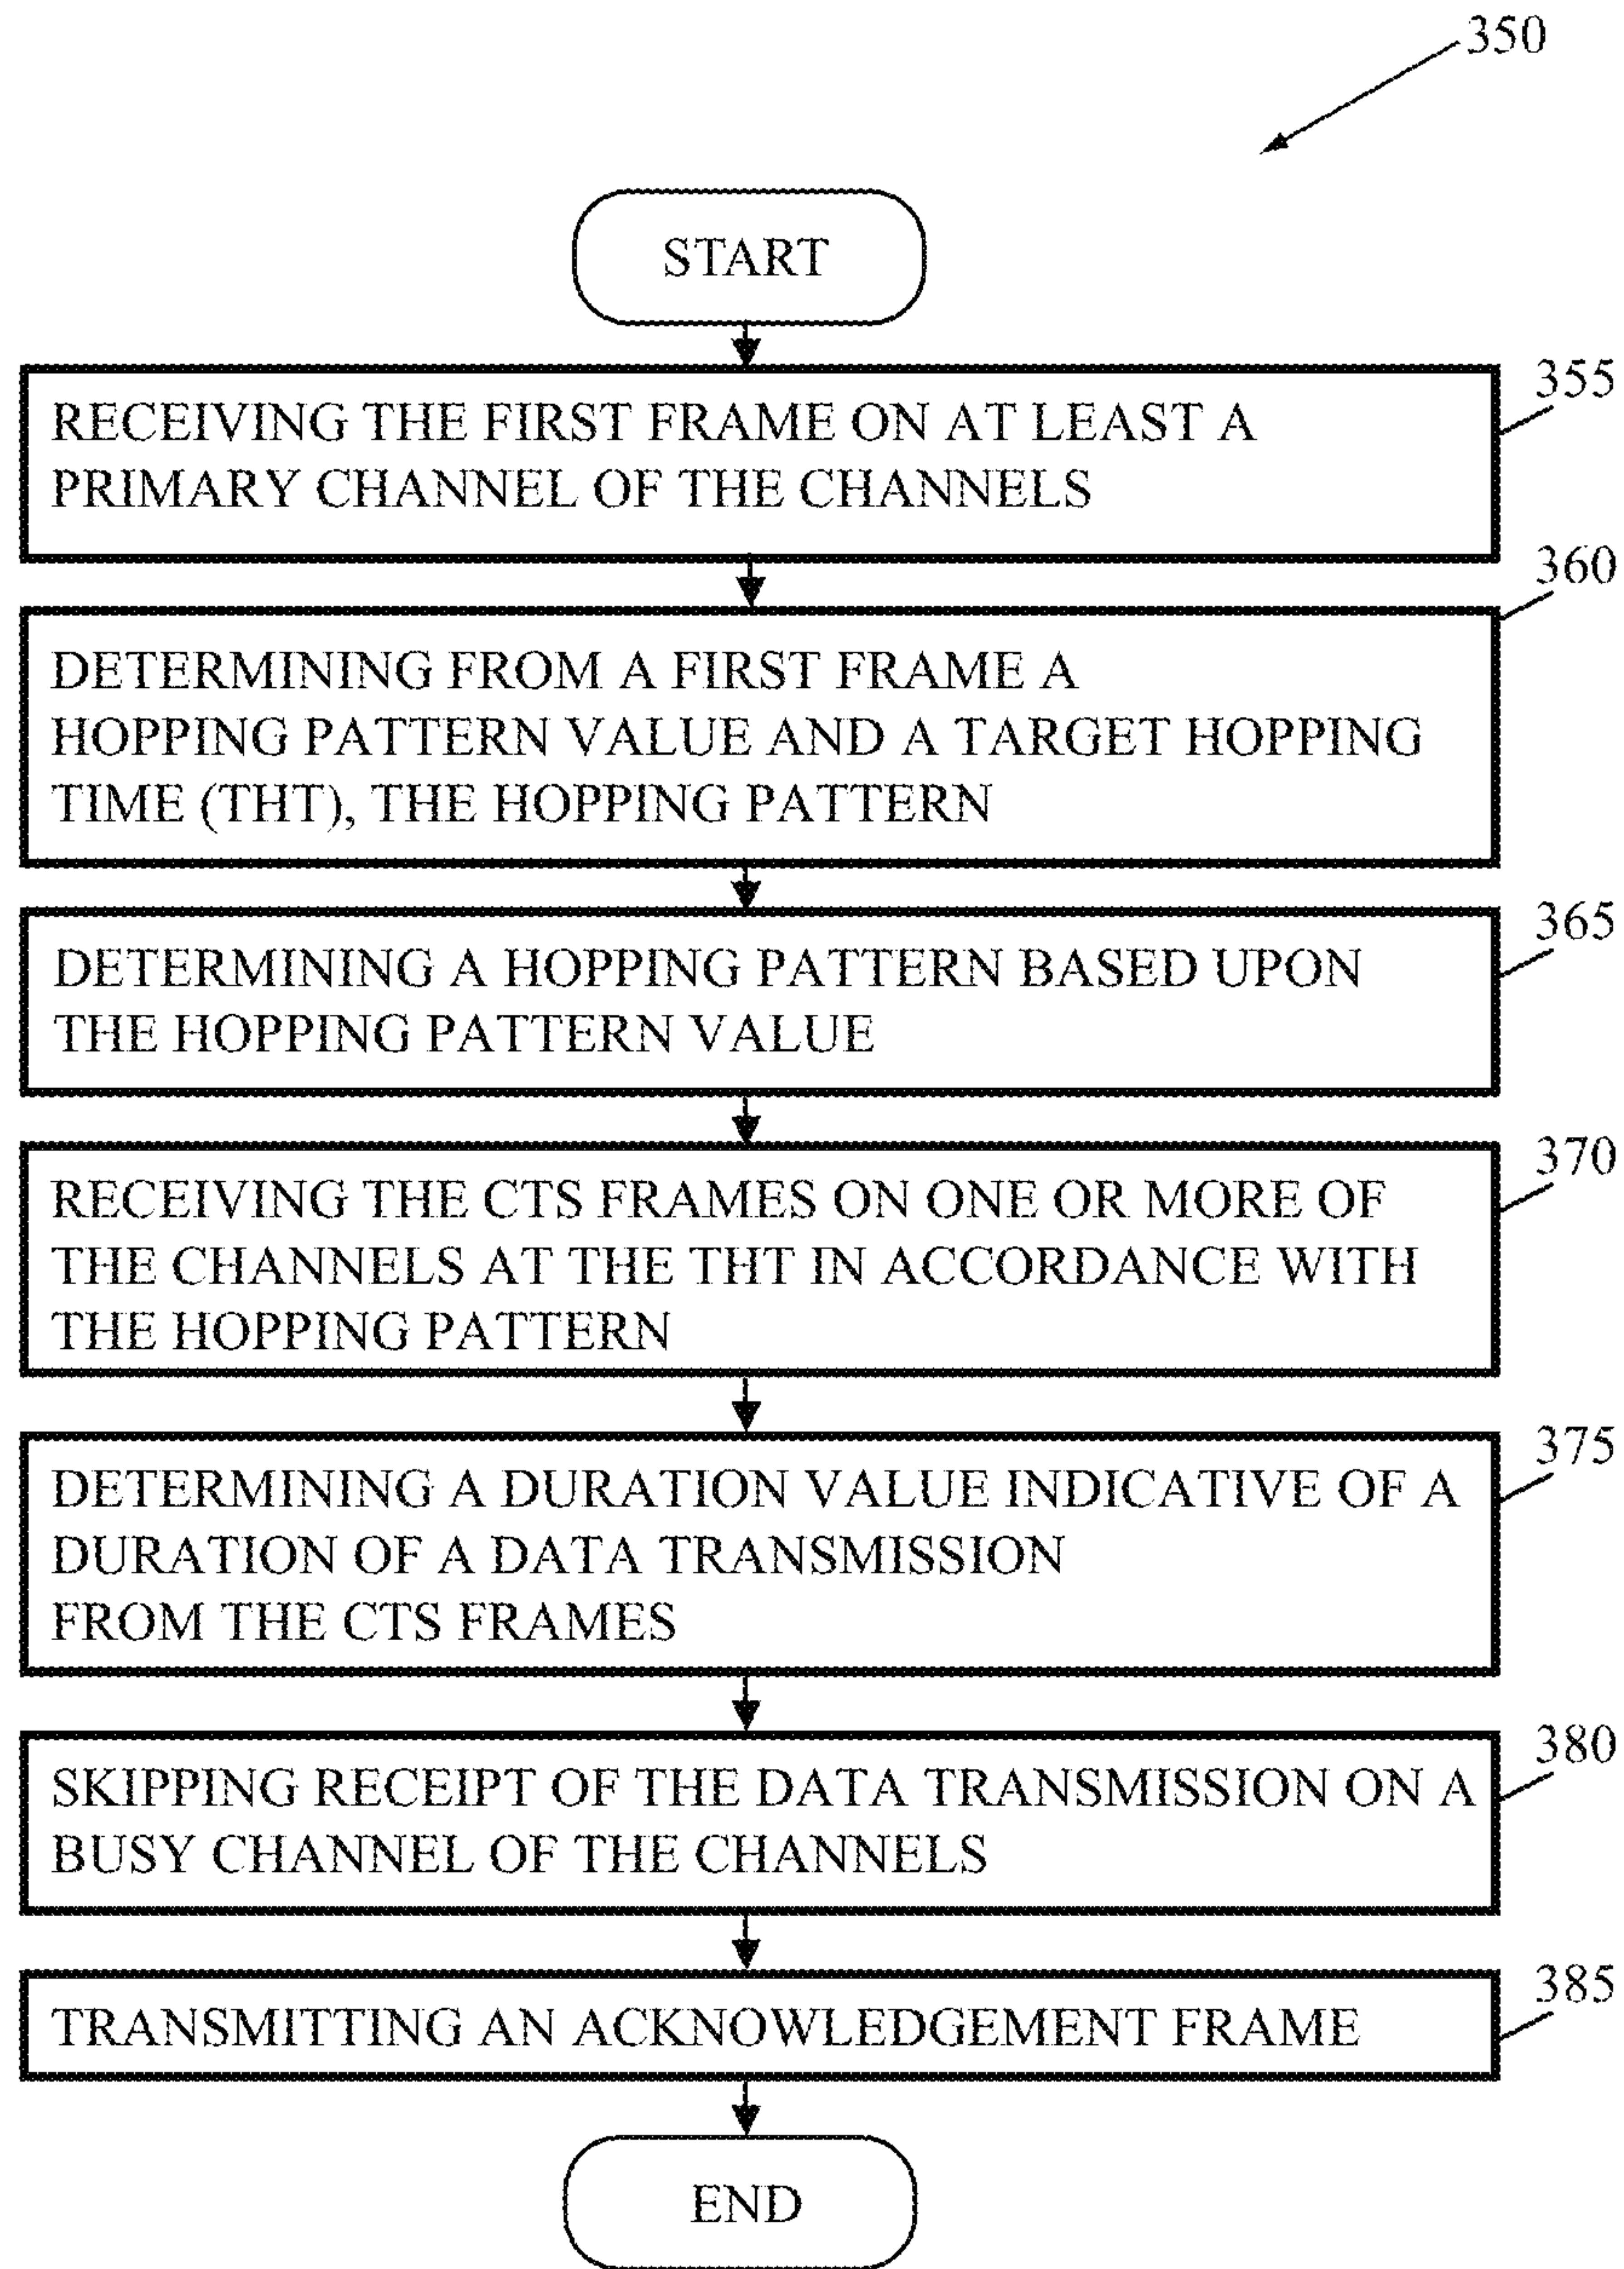 350
START
355
RECEIVING THE FIRST FRAME ON AT LEAST A
PRIMARY CHANNEL OF THE CHANNELS
360
DETERMINING FROM A FIRST FRAME A
HOPPING PATTERN VALUE AND A TARGET HOPPING
TIME (THT), THE HOPPING PATTERN
365
DETERMINING A HOPPING PATTERN BASED UPON
THE HOPPING PATTERN VALUE
370
RECEIVING THE CTS FRAMES ON ONE OR MORE OF
THE CHANNELS AT THE THT IN ACCORDANCE WITH
THE HOPPING PATTERN
375
DETERMINING A DURATION VALUE INDICATIVE OF A
DURATION OF A DATA TRANSMISSION
FROM THE CTS FRAMES
380
SKIPPING RECEIPT OF THE DATA TRANSMISSION ON A
BUSY CHANNEL OF THE CHANNELS
385
TRANSMITTING AN ACKNOWLEDGEMENT FRAME
END